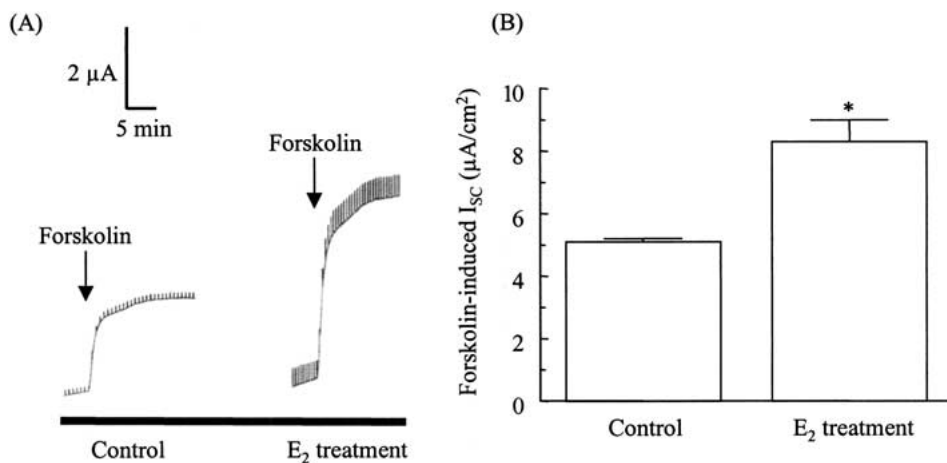 (A)
2 µA
5 min
Forskolin
Forskolin
Control
E₂ treatment
(B)
Forskolin-induced I_SC (µA/cm²)
10
8
6
4
2
0
*
Control
E₂ treatment